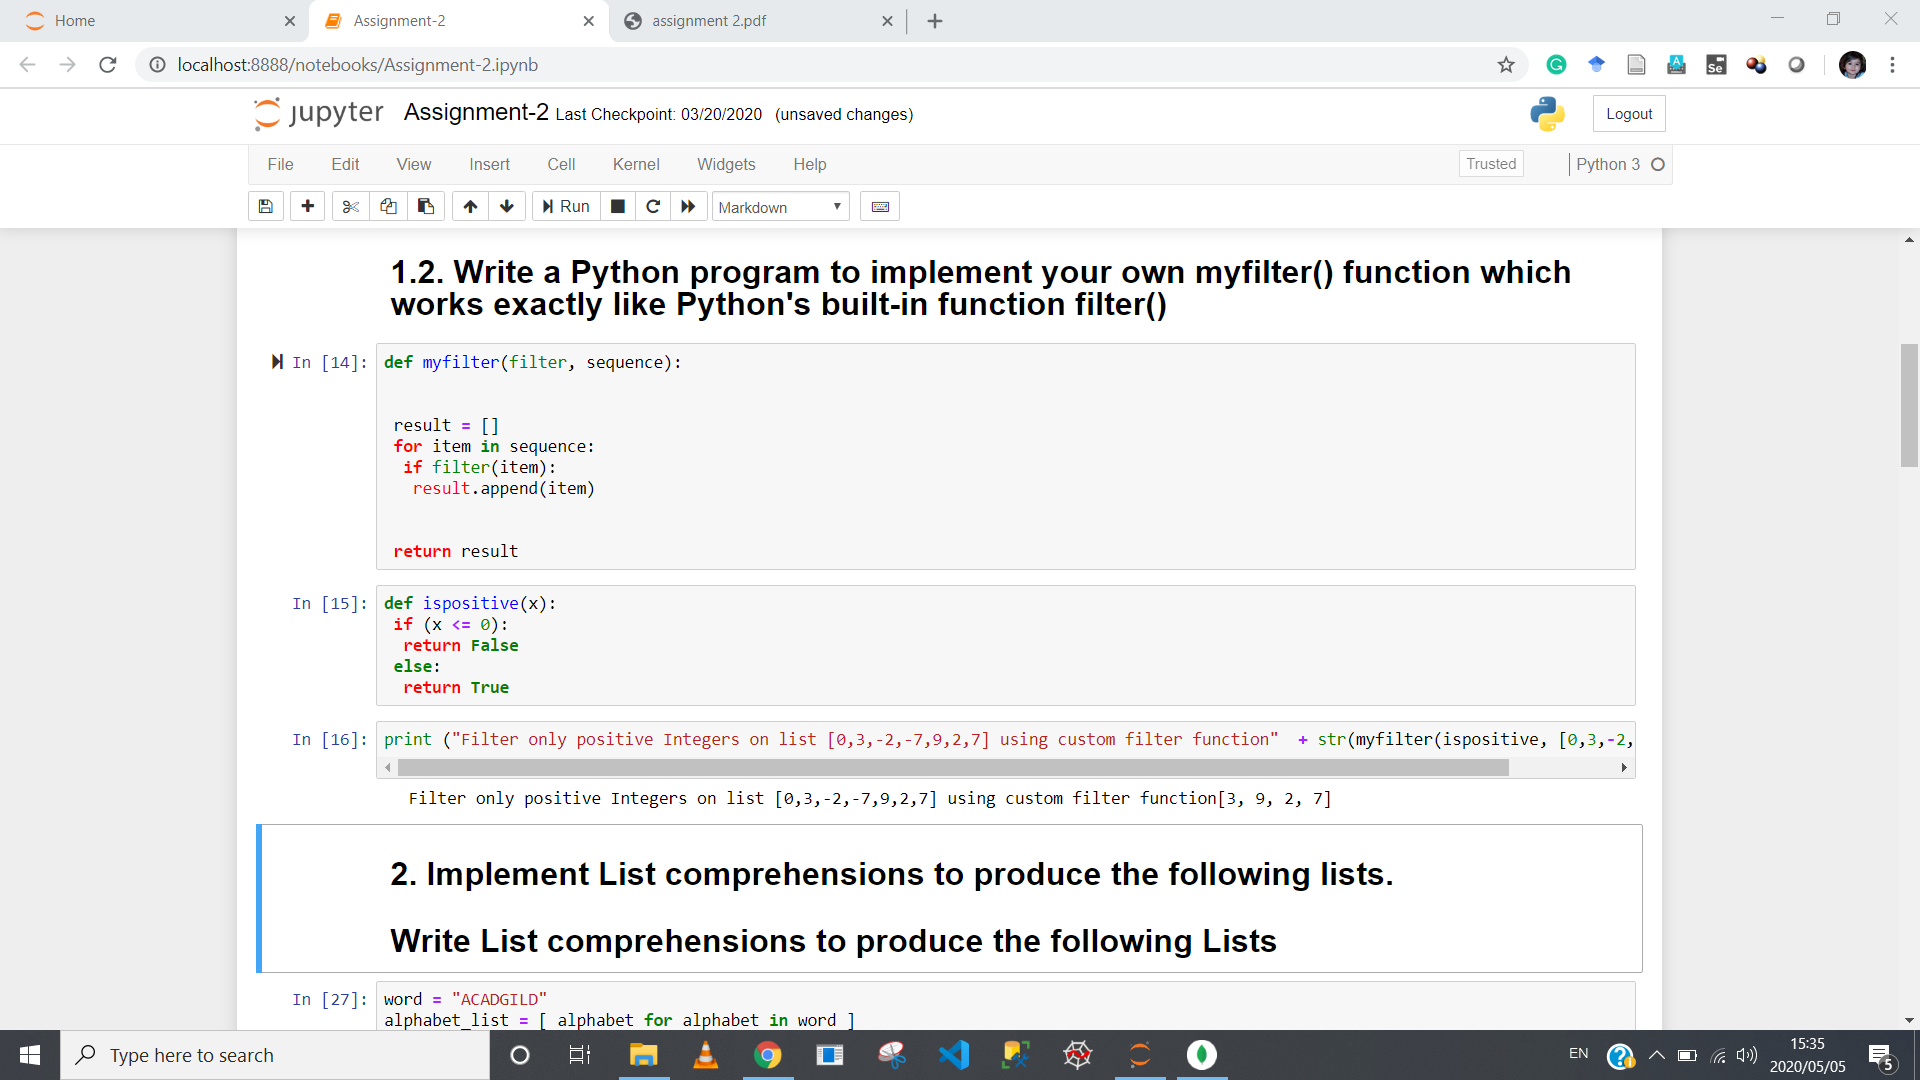 Home
Assignment-2
assignment 2.pdf
localhost:8888/notebooks/Assignment-2.ipynb
jupyter Assignment-2 Last Checkpoint: 03/20/2020 (unsaved changes)
Logout
File Edit View Insert Cell Kernel Widgets Help
Trusted
Python 3
Run
Markdown
1.2. Write a Python program to implement your own myfilter() function which
works exactly like Python's built-in function filter()
In [14]: def myfilter(filter, sequence):
result = []
for item in sequence:
if filter(item):
result.append(item)
return result
In [15]: def ispositive(x):
if (x <= 0):
return False
else:
return True
In [16]: print ("Filter only positive Integers on list [0,3,-2,-7,9,2,7] using custom filter function" + str(myfilter(ispositive, [0,3,-2,
Filter only positive Integers on list [0,3,-2,-7,9,2,7] using custom filter function[3, 9, 2, 7]
2. Implement List comprehensions to produce the following lists.
Write List comprehensions to produce the following Lists
In [27]: word = "ACADGILD"
alphabet_list = [ alphabet for alphabet in word ]
Type here to search
EN
15:35
2020/05/05
5